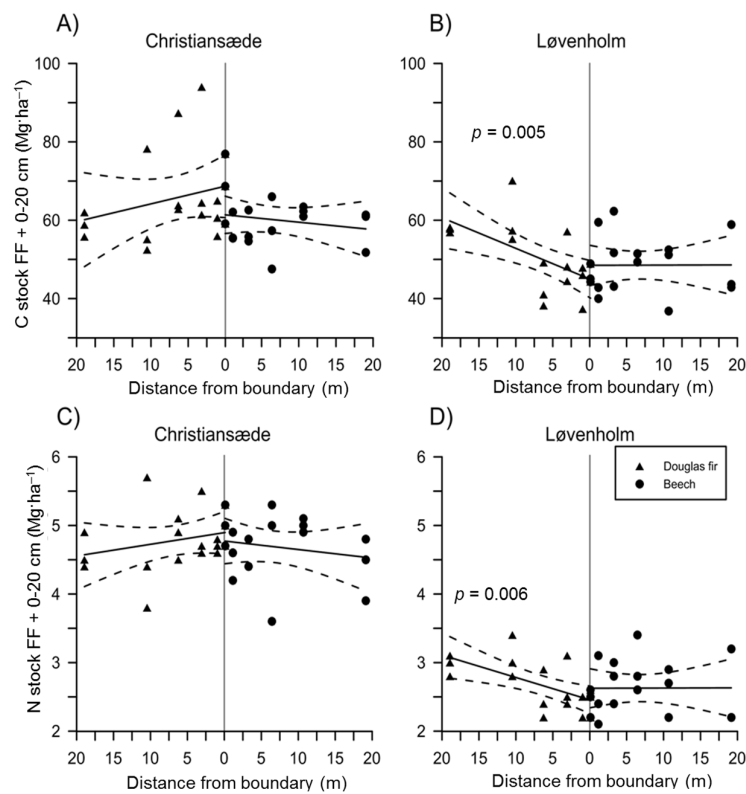 A)
Christiansæde
C stock FF + 0-20 cm (Mg·ha⁻¹)
100
80
60
40
20 15 10 5 0 5 10 15 20
Distance from boundary (m)
B)
Løvenholm
p = 0.005
100
80
60
40
20 15 10 5 0 5 10 15 20
Distance from boundary (m)
C)
Christiansæde
N stock FF + 0-20 cm (Mg·ha⁻¹)
6
5
4
3
2
20 15 10 5 0 5 10 15 20
Distance from boundary (m)
D)
Løvenholm
Douglas fir
Beech
p = 0.006
6
5
4
3
2
20 15 10 5 0 5 10 15 20
Distance from boundary (m)